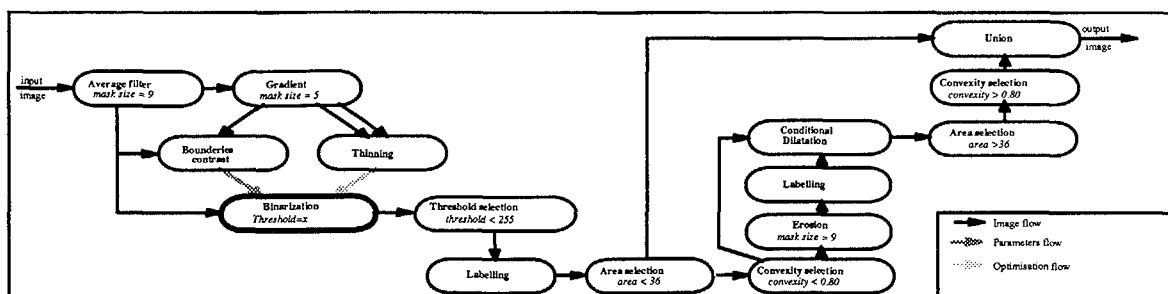 input
image
Average filter
mask size = 9
Gradient
mask size = 5
Bounderies
contrast
Thinning
Binarization
Threshold=x
Threshold selection
threshold < 255
Labelling
Area selection
area < 36
Convexity selection
convexity < 0.80
Erosion
mask size = 9
Labelling
Conditional
Dilatation
Area selection
area >36
Convexity selection
convexity > 0.80
Union
output
image
Image flow
Parameters flow
Optimisation flow